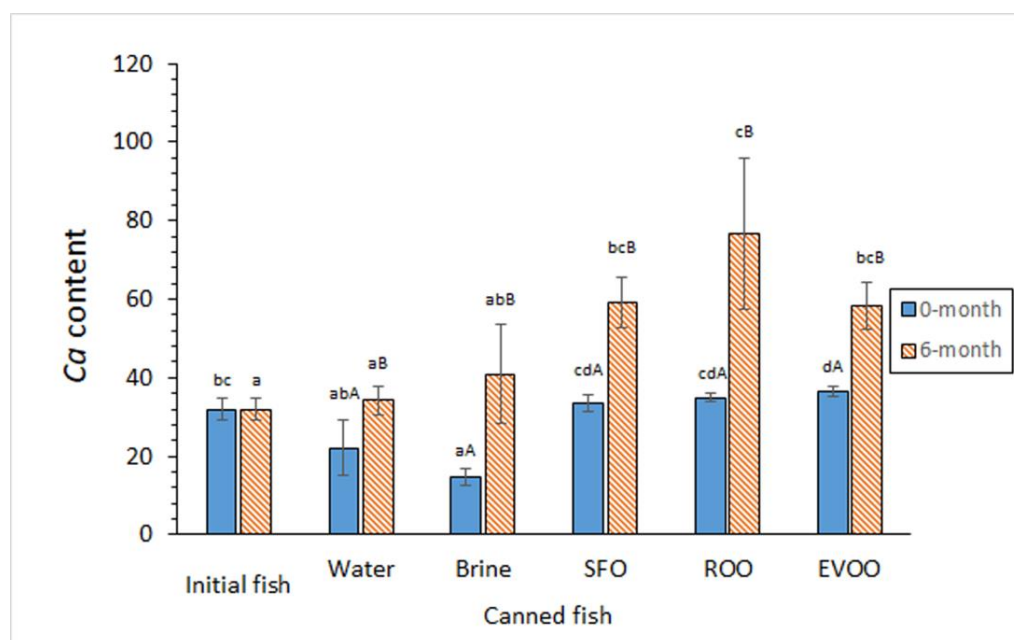 120
100
80
60
40
20
0
Ca content
bc
a
abA
aB
aA
abB
cdA
bcB
cdA
cB
dA
bcB
0-month
6-month
Initial fish
Water
Brine
SFO
ROO
EVOO
Canned fish